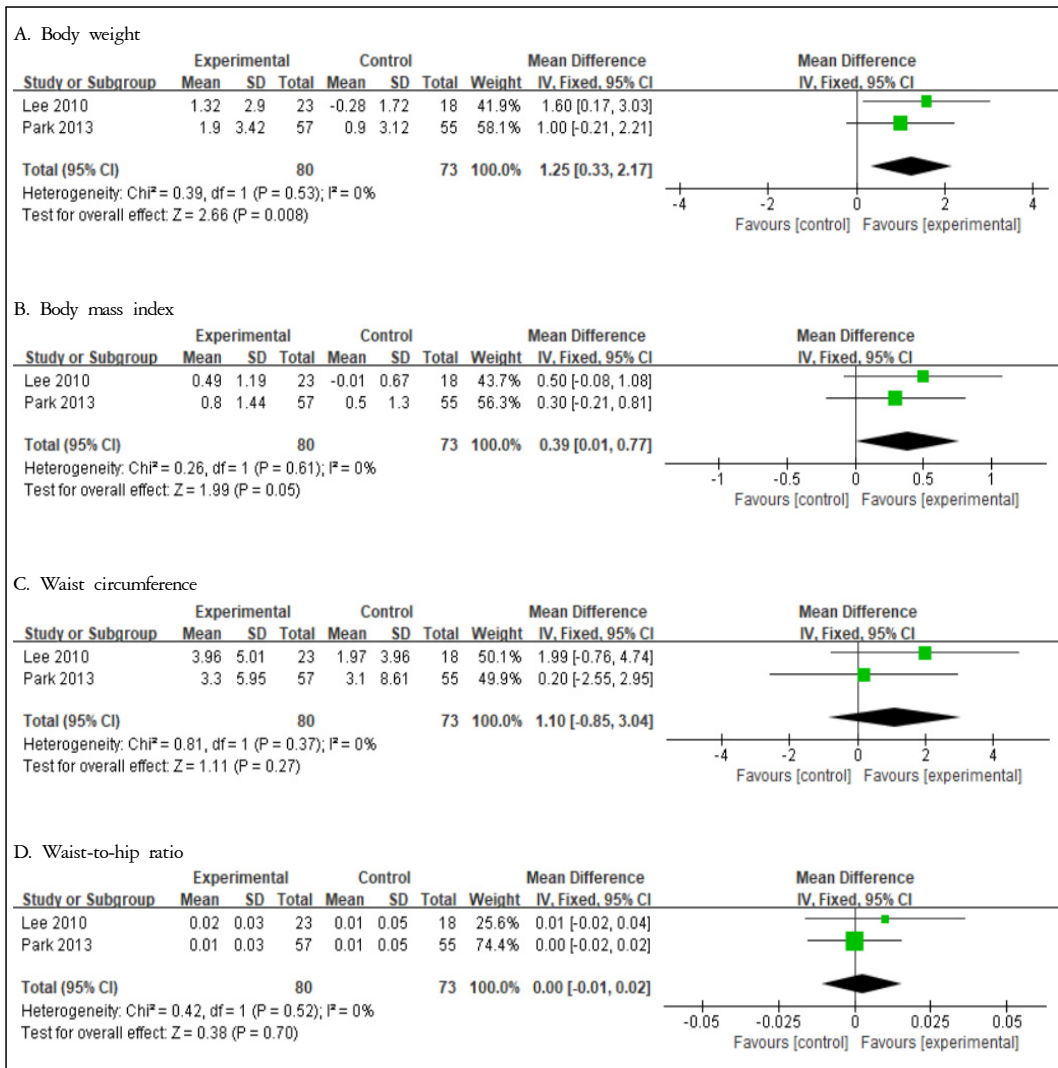 A. Body weight
Experimental Control Mean Difference Mean Difference
Study or Subgroup Mean SD Total Mean SD Total Weight IV, Fixed, 95% CI IV, Fixed, 95% CI
Lee 2010 1.32 2.9 23 -0.28 1.72 18 41.9% 1.60 [0.17, 3.03]
Park 2013 1.9 3.42 57 0.9 3.12 55 58.1% 1.00 [-0.21, 2.21]
Total (95% CI) 80 73 100.0% 1.25 [0.33, 2.17]
Heterogeneity: Chi² = 0.39, df = 1 (P = 0.53); I² = 0%
Test for overall effect: Z = 2.66 (P = 0.008)
-4 -2 0 2 4
Favours [control] Favours [experimental]
B. Body mass index
Experimental Control Mean Difference Mean Difference
Study or Subgroup Mean SD Total Mean SD Total Weight IV, Fixed, 95% CI IV, Fixed, 95% CI
Lee 2010 0.49 1.19 23 -0.01 0.67 18 43.7% 0.50 [-0.08, 1.08]
Park 2013 0.8 1.44 57 0.5 1.3 55 56.3% 0.30 [-0.21, 0.81]
Total (95% CI) 80 73 100.0% 0.39 [0.01, 0.77]
Heterogeneity: Chi² = 0.26, df = 1 (P = 0.61); I² = 0%
Test for overall effect: Z = 1.99 (P = 0.05)
-1 -0.5 0 0.5 1
Favours [control] Favours [experimental]
C. Waist circumference
Experimental Control Mean Difference Mean Difference
Study or Subgroup Mean SD Total Mean SD Total Weight IV, Fixed, 95% CI IV, Fixed, 95% CI
Lee 2010 3.96 5.01 23 1.97 3.96 18 50.1% 1.99 [-0.76, 4.74]
Park 2013 3.3 5.95 57 3.1 8.61 55 49.9% 0.20 [-2.55, 2.95]
Total (95% CI) 80 73 100.0% 1.10 [-0.85, 3.04]
Heterogeneity: Chi² = 0.81, df = 1 (P = 0.37); I² = 0%
Test for overall effect: Z = 1.11 (P = 0.27)
-4 -2 0 2 4
Favours [control] Favours [experimental]
D. Waist-to-hip ratio
Experimental Control Mean Difference Mean Difference
Study or Subgroup Mean SD Total Mean SD Total Weight IV, Fixed, 95% CI IV, Fixed, 95% CI
Lee 2010 0.02 0.03 23 0.01 0.05 18 25.6% 0.01 [-0.02, 0.04]
Park 2013 0.01 0.03 57 0.01 0.05 55 74.4% 0.00 [-0.02, 0.02]
Total (95% CI) 80 73 100.0% 0.00 [-0.01, 0.02]
Heterogeneity: Chi² = 0.42, df = 1 (P = 0.52); I² = 0%
Test for overall effect: Z = 0.38 (P = 0.70)
-0.05 -0.025 0 0.025 0.05
Favours [control] Favours [experimental]